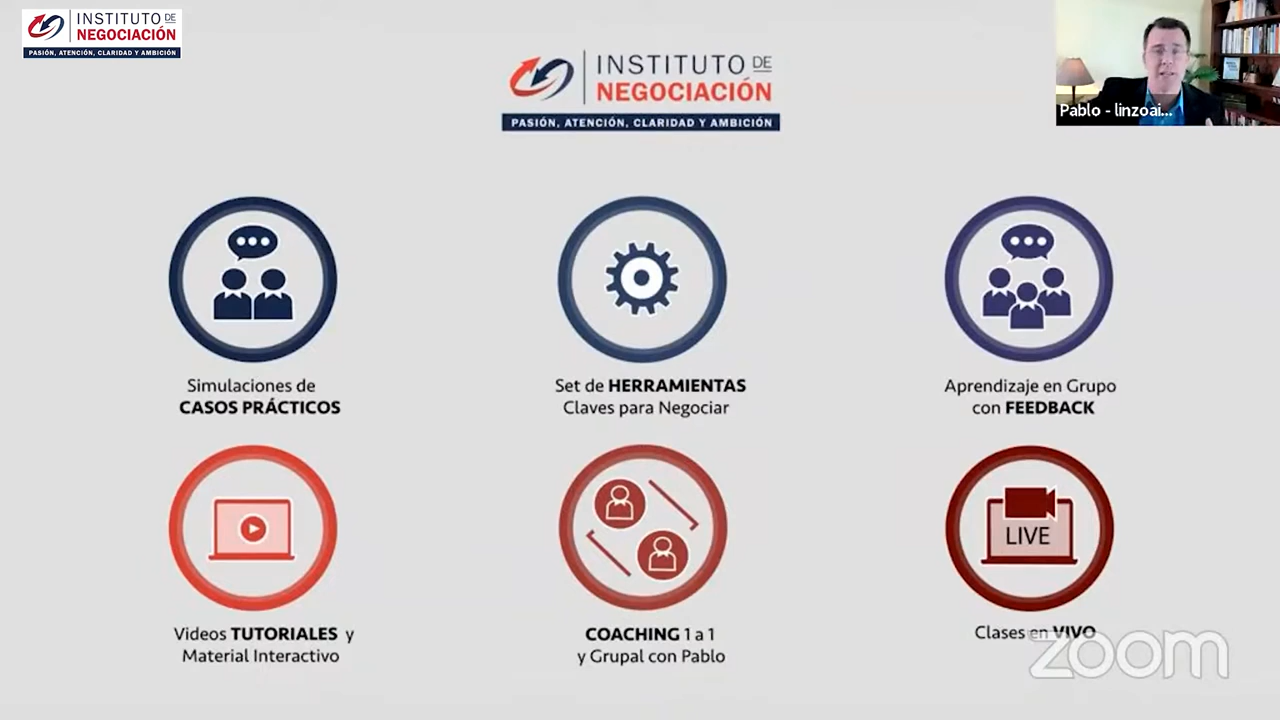 INSTITUTO DE
NEGOCIACIÓN
PASIÓN, ATENCIÓN, CLARIDAD Y AMBICIÓN
INSTITUTO DE
NEGOCIACIÓN
PASIÓN, ATENCIÓN, CLARIDAD Y AMBICIÓN
Pablo - linzoai...
Simulaciones de
CASOS PRÁCTICOS
Set de HERRAMIENTAS
Claves para Negociar
Aprendizaje en Grupo
con FEEDBACK
LIVE
Videos TUTORIALES y
Material Interactivo
COACHING 1 a 1
y Grupal con Pablo
Clases en VIVO
zoom